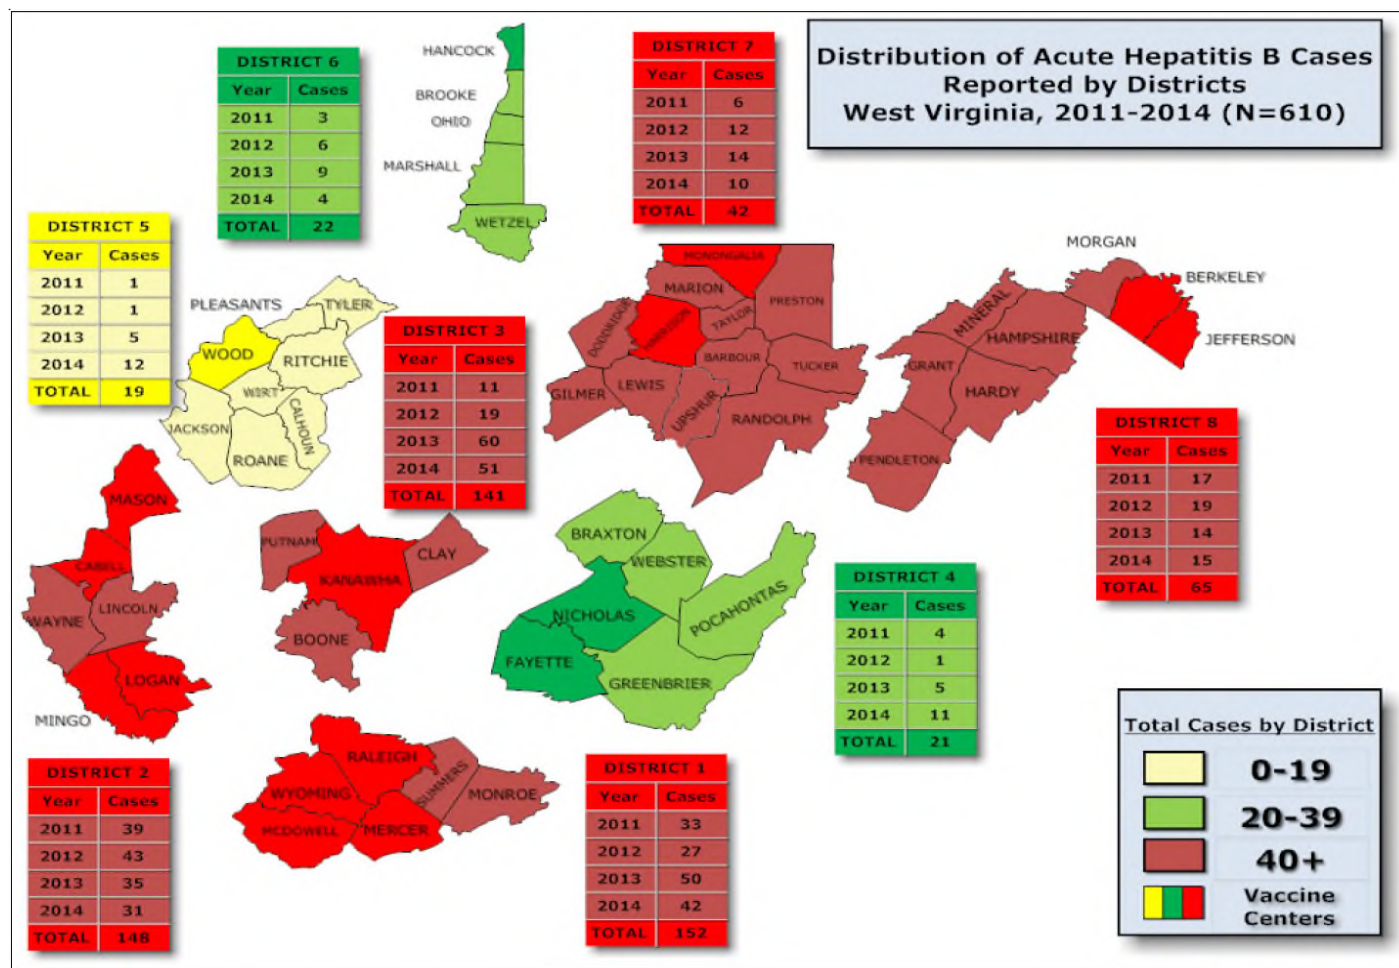 Distribution of Acute Hepatitis B Cases
Reported by Districts
West Virginia, 2011-2014 (N=610)
DISTRICT 6
Year Cases
2011 3
2012 6
2013 9
2014 4
TOTAL 22
HANCOCK
BROOKE
OHIO
MARSHALL
WETZEL
DISTRICT 7
Year Cases
2011 6
2012 12
2013 14
2014 10
TOTAL 42
DISTRICT 5
Year Cases
2011 1
2012 1
2013 5
2014 12
TOTAL 19
PLEASANTS
TYLER
WOOD
RITCHIE
WIRT
CALHOUN
JACKSON
ROANE
DISTRICT 3
Year Cases
2011 11
2012 19
2013 60
2014 51
TOTAL 141
MONONGALIA
MARION
PRESTON
DODDRIDGE
HARRISON
TAYLOR
BARBOUR
TUCKER
GILMER
LEWIS
UPSHUR
RANDOLPH
MORGAN
BERKELEY
JEFFERSON
MINERAL
HAMPSHIRE
GRANT
HARDY
PENDLETON
DISTRICT 8
Year Cases
2011 17
2012 19
2013 14
2014 15
TOTAL 65
MASON
CABELL
WAYNE
LINCOLN
LOGAN
MINGO
PUTNAM
KANAWHA
CLAY
BOONE
BRAXTON
WEBSTER
POCAHONTAS
NICHOLAS
FAYETTE
GREENBRIER
DISTRICT 4
Year Cases
2011 4
2012 1
2013 5
2014 11
TOTAL 21
DISTRICT 2
Year Cases
2011 39
2012 43
2013 35
2014 31
TOTAL 148
RALEIGH
WYOMING
SUMMERS
MONROE
MCDOWELL
MERCER
DISTRICT 1
Year Cases
2011 33
2012 27
2013 50
2014 42
TOTAL 152
Total Cases by District
0-19
20-39
40+
Vaccine
Centers